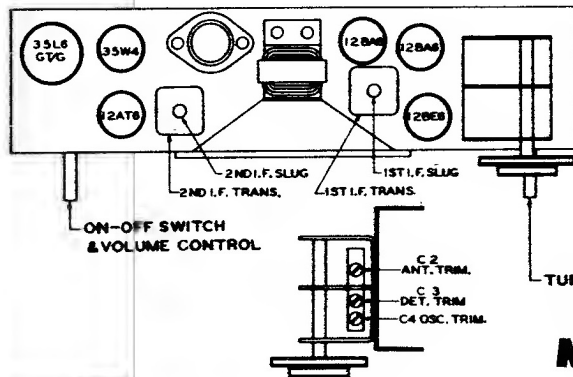 35L6
GT/G
35W4
12BA6
12BA6
12AT6
12BE6
2ND I.F. SLUG
2ND I.F. TRANS.
1ST I.F. SLUG
1ST I.F. TRANS.
ON-OFF SWITCH
& VOLUME CONTROL
C 2
ANT. TRIM.
C 3
DET. TRIM
C4 OSC. TRIM.